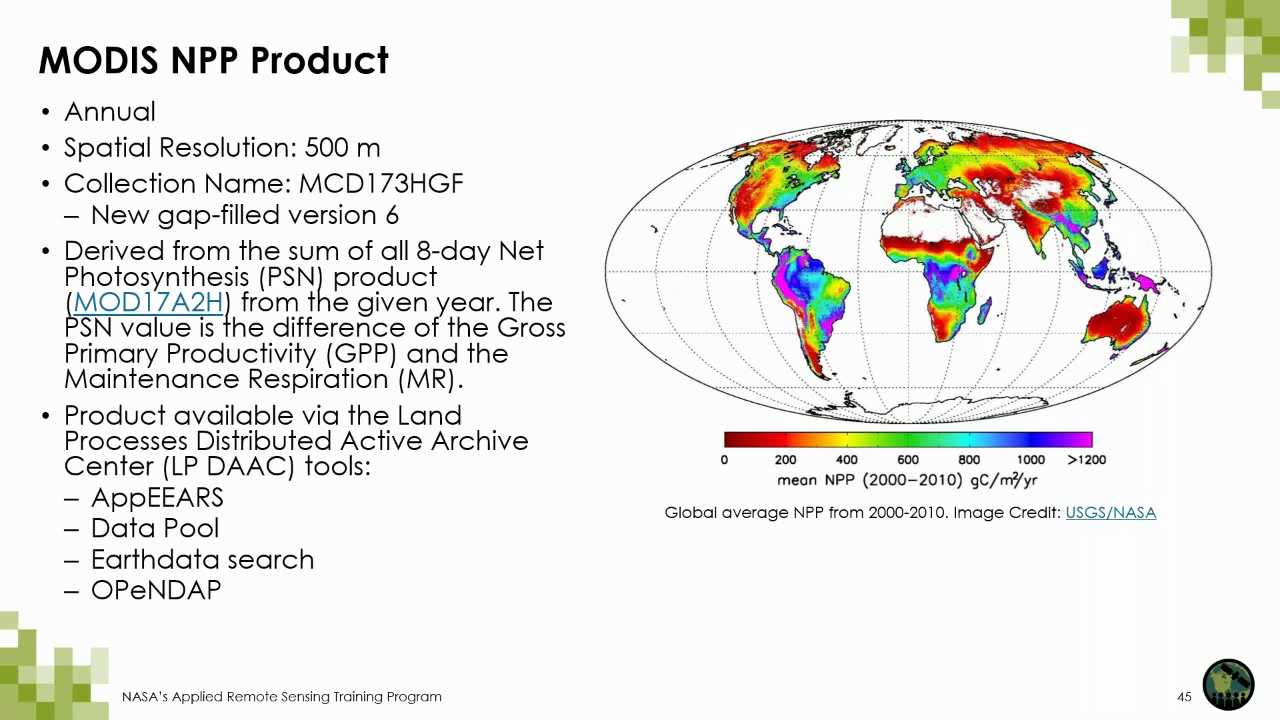 MODIS NPP Product
• Annual
• Spatial Resolution: 500 m
• Collection Name: MCD173HGF
– New gap-filled version 6
• Derived from the sum of all 8-day Net
Photosynthesis (PSN) product
(MOD17A2H) from the given year. The
PSN value is the difference of the Gross
Primary Productivity (GPP) and the
Maintenance Respiration (MR).
• Product available via the Land
Processes Distributed Active Archive
Center (LP DAAC) tools:
– AppEEARS
– Data Pool
– Earthdata search
– OPeNDAP
0 200 400 600 800 1000 >1200
mean NPP (2000−2010) gC/m²/yr
Global average NPP from 2000-2010. Image Credit: USGS/NASA
NASA's Applied Remote Sensing Training Program
45